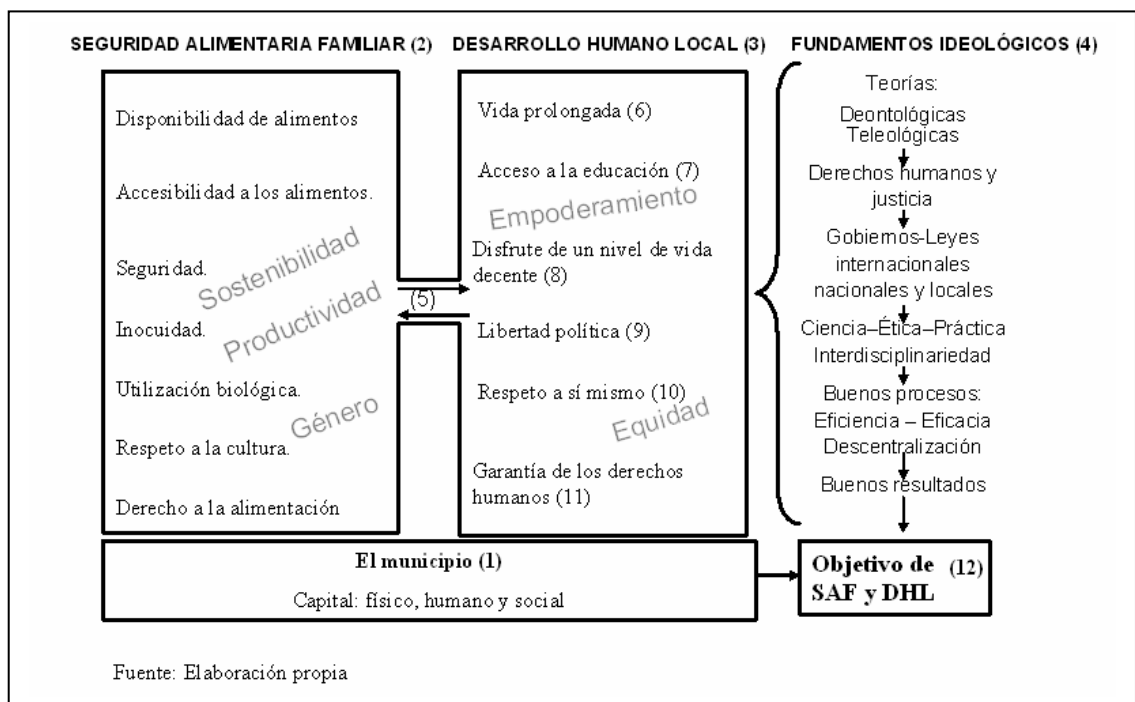 SEGURIDAD ALIMENTARIA FAMILIAR (2)
DESARROLLO HUMANO LOCAL (3)
FUNDAMENTOS IDEOLÓGICOS (4)
Disponibilidad de alimentos
Accesibilidad a los alimentos.
Seguridad.
Sostenibilidad
Productividad
Inocuidad.
Utilización biológica.
Género
Respeto a la cultura.
Derecho a la alimentación
(5)
Vida prolongada (6)
Acceso a la educación (7)
Empoderamiento
Disfrute de un nivel de vida
decente (8)
Libertad política (9)
Respeto a sí mismo (10)
Equidad
Garantía de los derechos
humanos (11)
Teorías:
Deontológicas
Teleológicas
Derechos humanos y
justicia
Gobiernos-Leyes
internacionales
nacionales y locales
Ciencia–Ética–Práctica
Interdisciplinariedad
Buenos procesos:
Eficiencia – Eficacia
Descentralización
Buenos resultados
El municipio (1)
Capital: físico, humano y social
Objetivo de (12)
SAF y DHL
Fuente: Elaboración propia